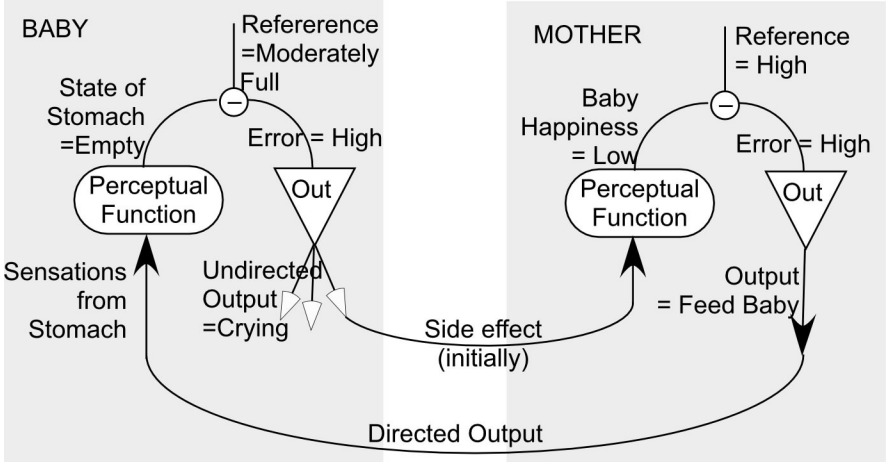 BABY
Refererence
=Moderately
Full
State of
Stomach
=Empty
−
Error = High
Perceptual
Function
Out
Sensations
from
Stomach
Undirected
Output
=Crying
MOTHER
Reference
= High
Baby
Happiness
= Low
−
Error = High
Perceptual
Function
Out
Output
= Feed Baby
Side effect
(initially)
Directed Output